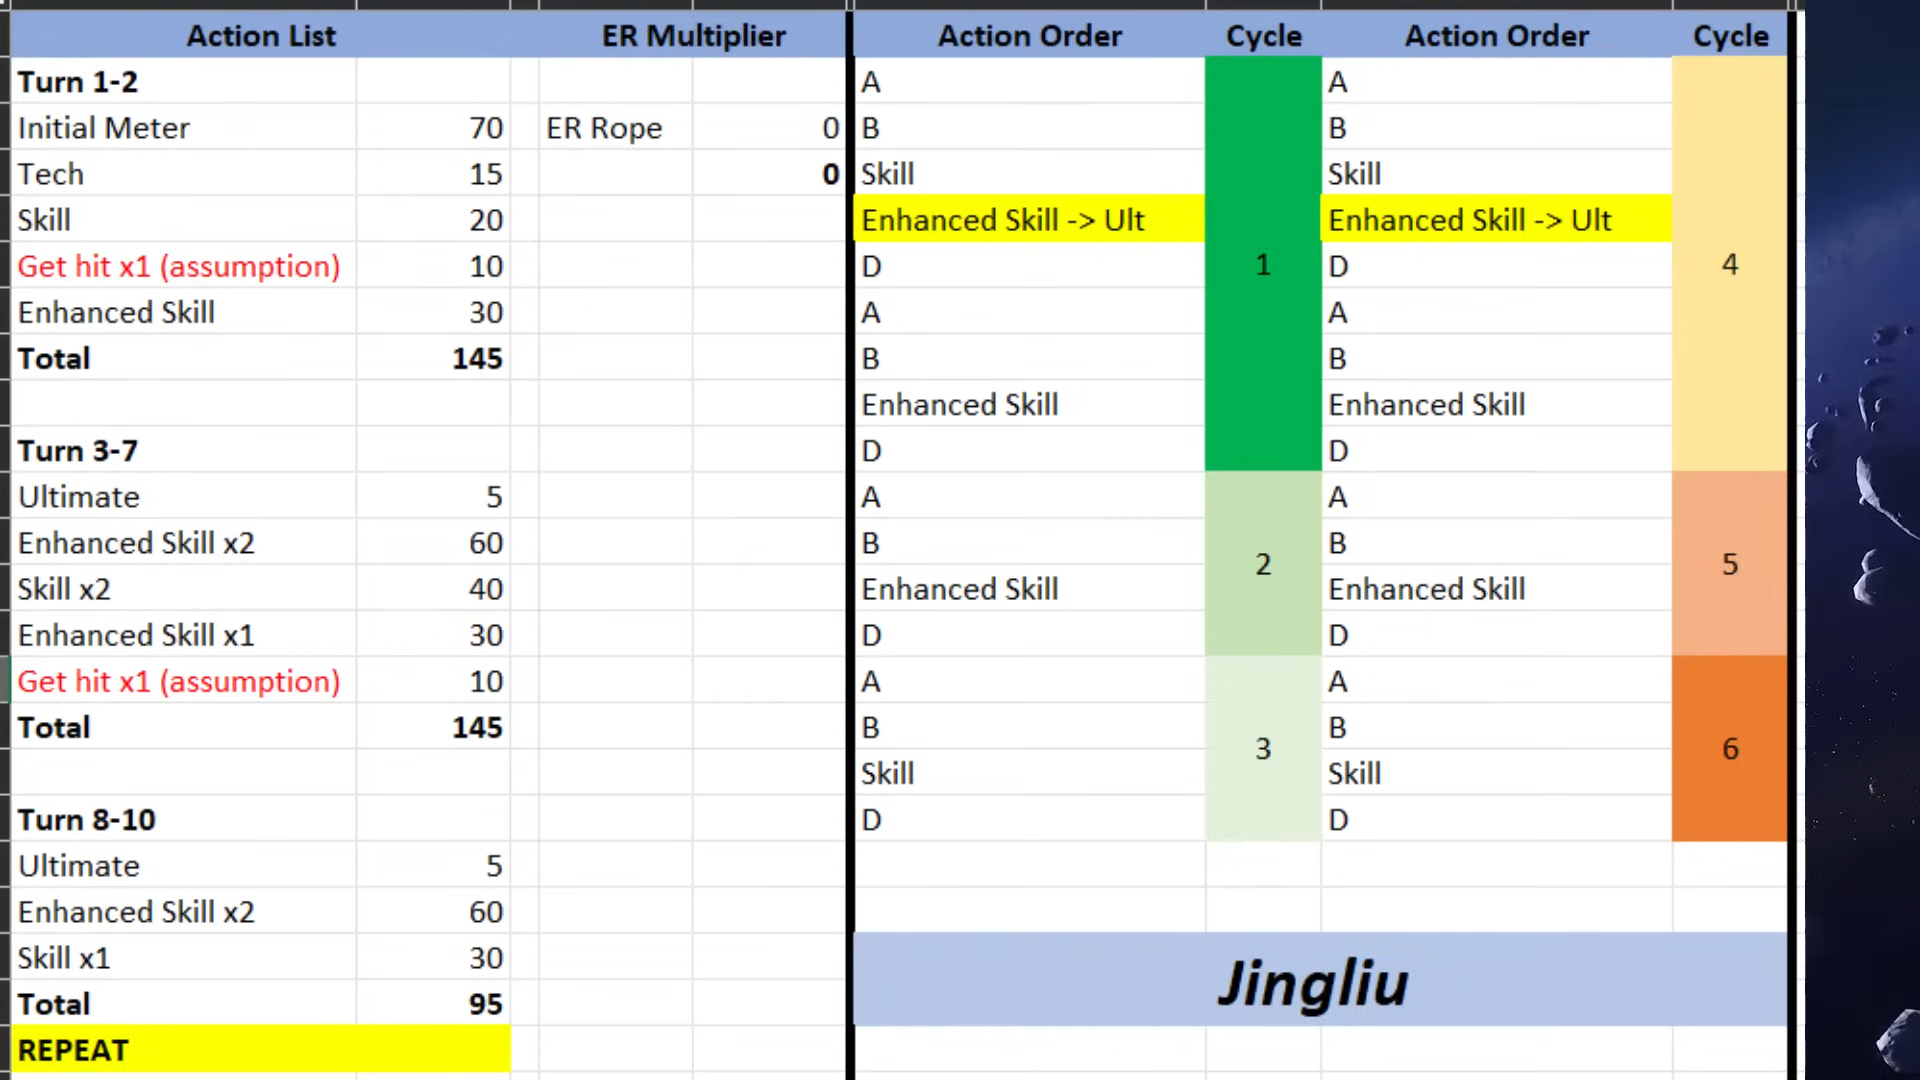 Action List ER Multiplier Action Order Cycle Action Order Cycle
Turn 1-2 A A
Initial Meter 70 ER Rope 0 B B
Tech 15 0 Skill Skill
Skill 20 Enhanced Skill -> Ult Enhanced Skill -> Ult
Get hit x1 (assumption) 10 D 1 D 4
Enhanced Skill 30 A A
Total 145 B B
Enhanced Skill Enhanced Skill
Turn 3-7 D D
Ultimate 5 A A
Enhanced Skill x2 60 B 2 B 5
Skill x2 40 Enhanced Skill Enhanced Skill
Enhanced Skill x1 30 D D
Get hit x1 (assumption) 10 A A
Total 145 B 3 B 6
Skill Skill
Turn 8-10 D D
Ultimate 5
Enhanced Skill x2 60
Skill x1 30
Jingliu
Total 95
REPEAT